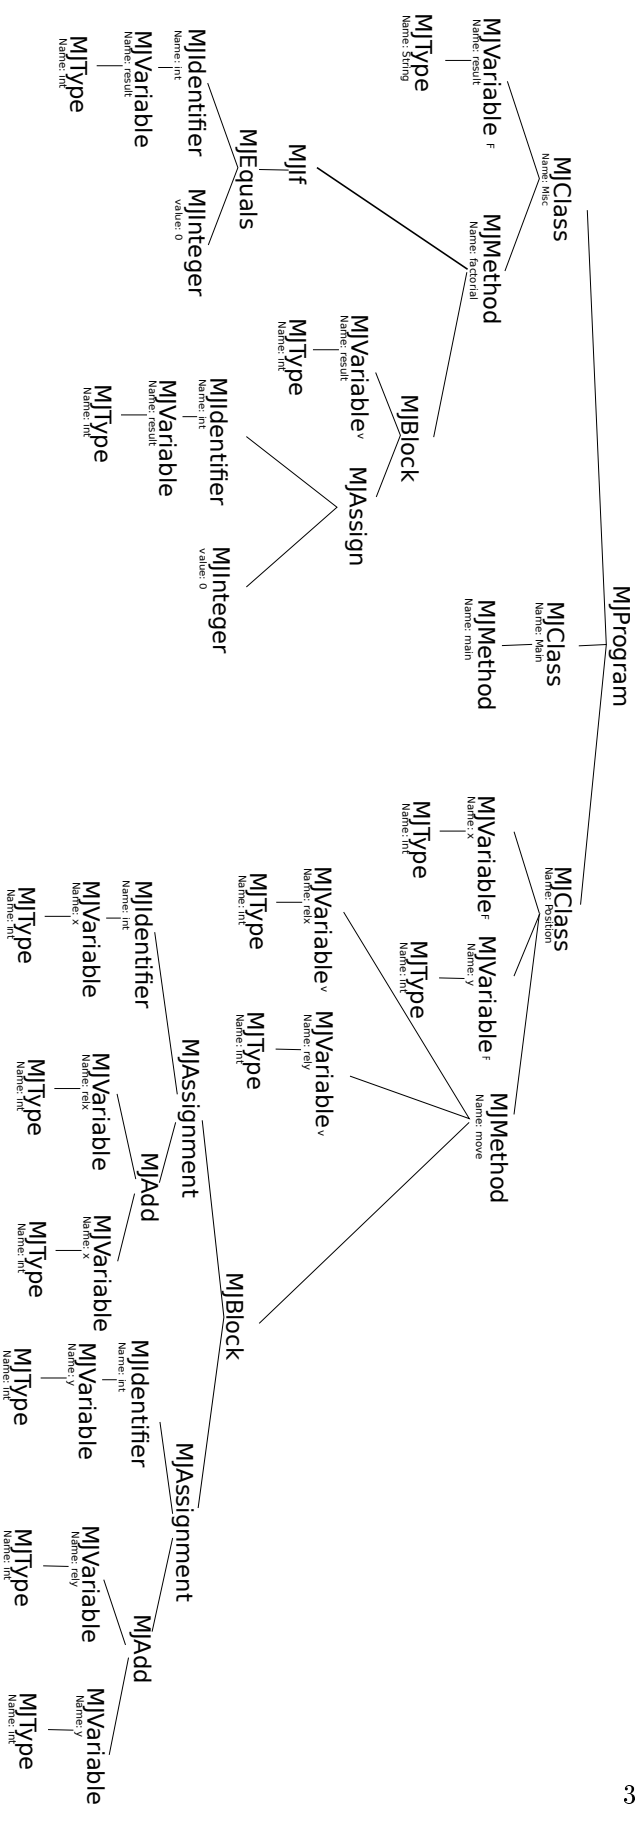 MJProgram
MJClass
Name: Misc
MJClass
Name: Main
MJClass
Name: Position
MJVariable F
Name: result
MJMethod
Name: factorial
MJMethod
Name: main
MJVariable F
Name: x
MJVariable F
Name: y
MJMethod
Name: move
MJType
Name: String
MJType
Name: int
MJType
Name: int
MJIf
MJBlock
MJVariable V
Name: relx
MJVariable V
Name: rely
MJBlock
MJEquals
MJVariable V
Name: result
MJAssign
MJType
Name: int
MJType
Name: int
MJType
Name: int
MJAssignment
MJAssignment
MJIdentifier
Name: int
MJInteger
value: 0
MJIdentifier
Name: int
MJInteger
value: 0
MJIdentifier
Name: int
MJAdd
MJIdentifier
Name: int
MJAdd
MJVariable
Name: result
MJVariable
Name: result
MJVariable
Name: x
MJVariable
Name: relx
MJVariable
Name: x
MJVariable
Name: y
MJVariable
Name: rely
MJVariable
Name: y
MJType
Name: int
MJType
Name: int
MJType
Name: int
MJType
Name: int
MJType
Name: int
MJType
Name: int
MJType
Name: int
MJType
Name: int
3